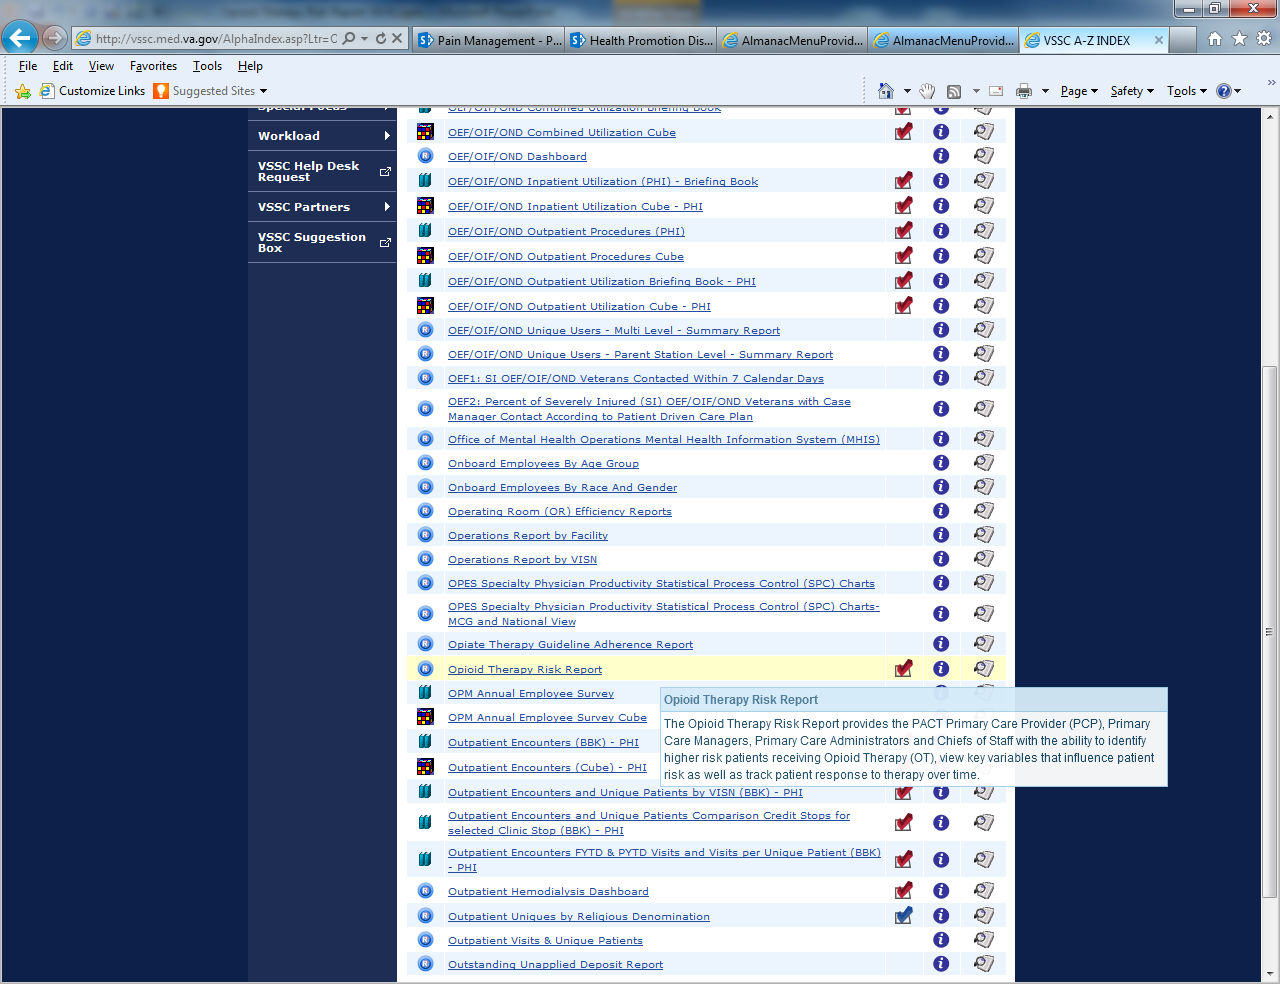 http://vssc.med.va.gov/AlphaIndex.asp?Ltr=O
Pain Management - P...
Health Promotion Dis...
AlmanacMenuProvid...
AlmanacMenuProvid...
VSSC A-Z INDEX
File Edit View Favorites Tools Help
Customize Links
Suggested Sites
Page
Safety
Tools
Special Focus
Workload
VSSC Help Desk
Request
VSSC Partners
VSSC Suggestion
Box
OEF/OIF/OND Combined Utilization Briefing Book
OEF/OIF/OND Combined Utilization Cube
OEF/OIF/OND Dashboard
OEF/OIF/OND Inpatient Utilization (PHI) - Briefing Book
OEF/OIF/OND Inpatient Utilization Cube - PHI
OEF/OIF/OND Outpatient Procedures (PHI)
OEF/OIF/OND Outpatient Procedures Cube
OEF/OIF/OND Outpatient Utilization Briefing Book - PHI
OEF/OIF/OND Outpatient Utilization Cube - PHI
OEF/OIF/OND Unique Users - Multi Level - Summary Report
OEF/OIF/OND Unique Users - Parent Station Level - Summary Report
OEF1: SI OEF/OIF/OND Veterans Contacted Within 7 Calendar Days
OEF2: Percent of Severely Injured (SI) OEF/OIF/OND Veterans with Case
Manager Contact According to Patient Driven Care Plan
Office of Mental Health Operations Mental Health Information System (MHIS)
Onboard Employees By Age Group
Onboard Employees By Race And Gender
Operating Room (OR) Efficiency Reports
Operations Report by Facility
Operations Report by VISN
OPES Specialty Physician Productivity Statistical Process Control (SPC) Charts
OPES Specialty Physician Productivity Statistical Process Control (SPC) Charts-
MCG and National View
Opiate Therapy Guideline Adherence Report
Opioid Therapy Risk Report
OPM Annual Employee Survey
OPM Annual Employee Survey Cube
Outpatient Encounters (BBK) - PHI
Outpatient Encounters (Cube) - PHI
Outpatient Encounters and Unique Patients by VISN (BBK) - PHI
Outpatient Encounters and Unique Patients Comparison Credit Stops for
selected Clinic Stop (BBK) - PHI
Outpatient Encounters FYTD & PYTD Visits and Visits per Unique Patient (BBK)
- PHI
Outpatient Hemodialysis Dashboard
Outpatient Uniques by Religious Denomination
Outpatient Visits & Unique Patients
Outstanding Unapplied Deposit Report
Opioid Therapy Risk Report
The Opioid Therapy Risk Report provides the PACT Primary Care Provider (PCP), Primary
Care Managers, Primary Care Administrators and Chiefs of Staff with the ability to identify
higher risk patients receiving Opioid Therapy (OT), view key variables that influence patient
risk as well as track patient response to therapy over time.